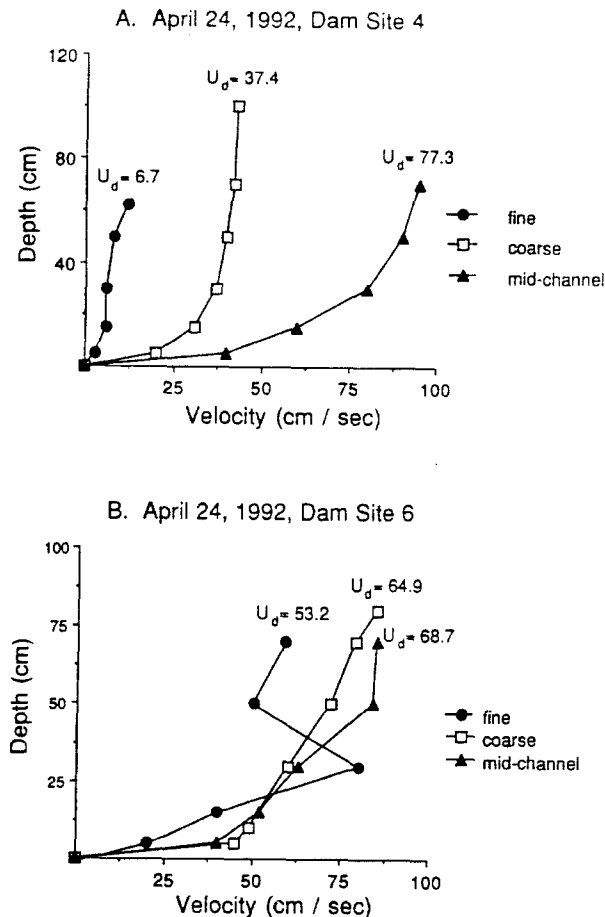 A. April 24, 1992, Dam Site 4
120
80
40
Depth (cm)
U_d = 6.7
U_d = 37.4
U_d = 77.3
fine
coarse
mid-channel
25 50 75 100
Velocity (cm / sec)
B. April 24, 1992, Dam Site 6
100
75
50
25
0
Depth (cm)
U_d = 53.2
U_d = 64.9
U_d = 68.7
fine
coarse
mid-channel
0 25 50 75 100
Velocity (cm / sec)